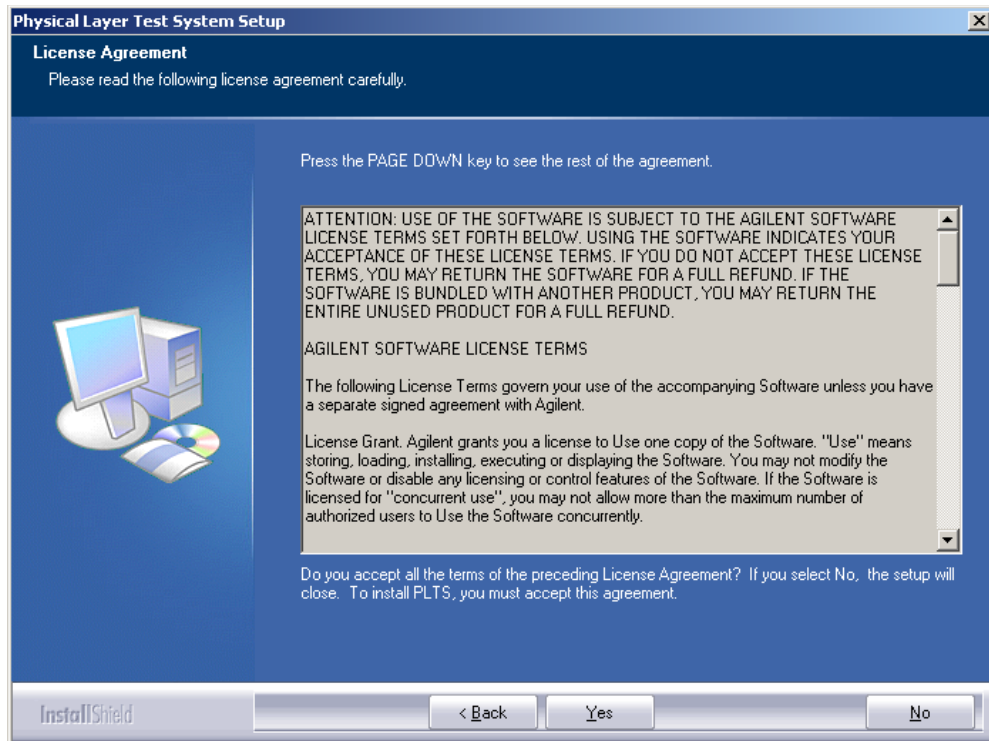 Physical Layer Test System Setup
License Agreement
Please read the following license agreement carefully.
Press the PAGE DOWN key to see the rest of the agreement.
ATTENTION: USE OF THE SOFTWARE IS SUBJECT TO THE AGILENT SOFTWARE
LICENSE TERMS SET FORTH BELOW. USING THE SOFTWARE INDICATES YOUR
ACCEPTANCE OF THESE LICENSE TERMS. IF YOU DO NOT ACCEPT THESE LICENSE
TERMS, YOU MAY RETURN THE SOFTWARE FOR A FULL REFUND. IF THE
SOFTWARE IS BUNDLED WITH ANOTHER PRODUCT, YOU MAY RETURN THE
ENTIRE UNUSED PRODUCT FOR A FULL REFUND.
AGILENT SOFTWARE LICENSE TERMS
The following License Terms govern your use of the accompanying Software unless you have
a separate signed agreement with Agilent.
License Grant. Agilent grants you a license to Use one copy of the Software. "Use" means
storing, loading, installing, executing or displaying the Software. You may not modify the
Software or disable any licensing or control features of the Software. If the Software is
licensed for "concurrent use", you may not allow more than the maximum number of
authorized users to Use the Software concurrently.
Do you accept all the terms of the preceding License Agreement? If you select No, the setup will
close. To install PLTS, you must accept this agreement.
InstallShield
< Back
Yes
No